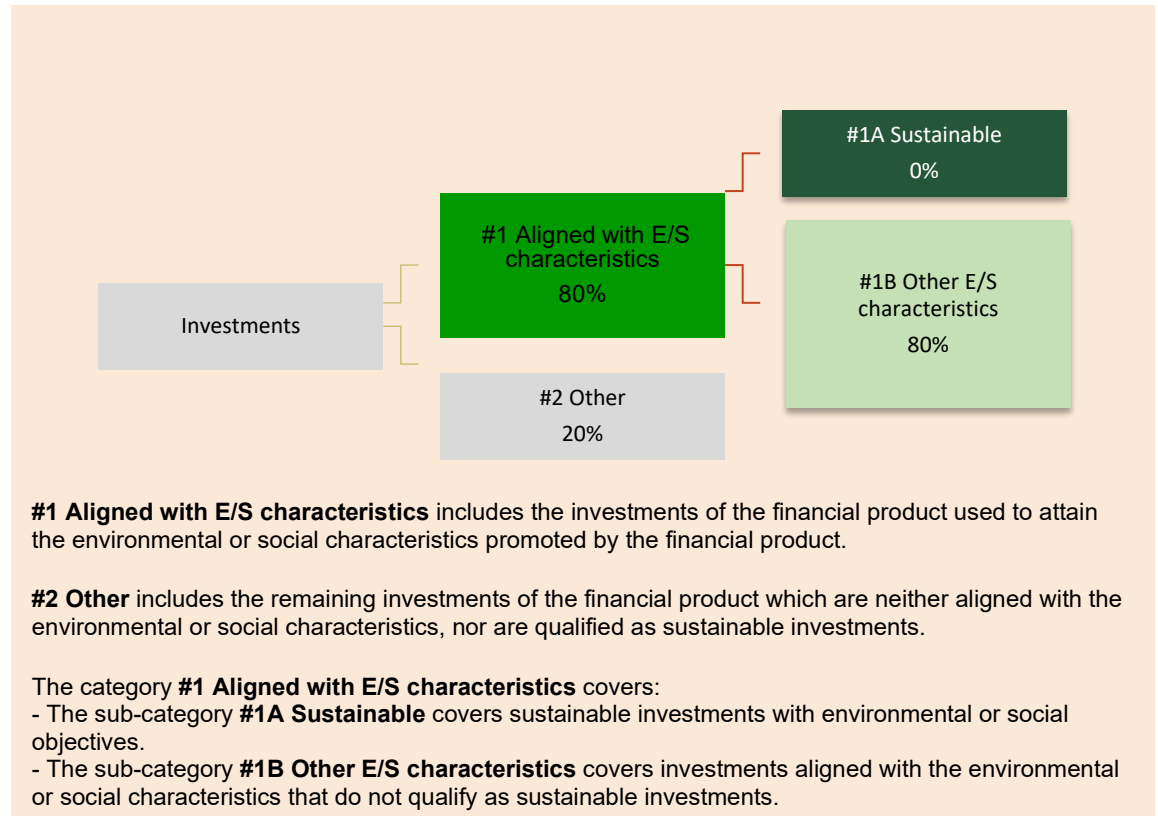 #1A Sustainable
0%
#1 Aligned with E/S
characteristics
80%
#1B Other E/S
characteristics
80%
Investments
#2 Other
20%
#1 Aligned with E/S characteristics includes the investments of the financial product used to attain
the environmental or social characteristics promoted by the financial product.
#2 Other includes the remaining investments of the financial product which are neither aligned with the
environmental or social characteristics, nor are qualified as sustainable investments.
The category #1 Aligned with E/S characteristics covers:
- The sub-category #1A Sustainable covers sustainable investments with environmental or social
objectives.
- The sub-category #1B Other E/S characteristics covers investments aligned with the environmental
or social characteristics that do not qualify as sustainable investments.